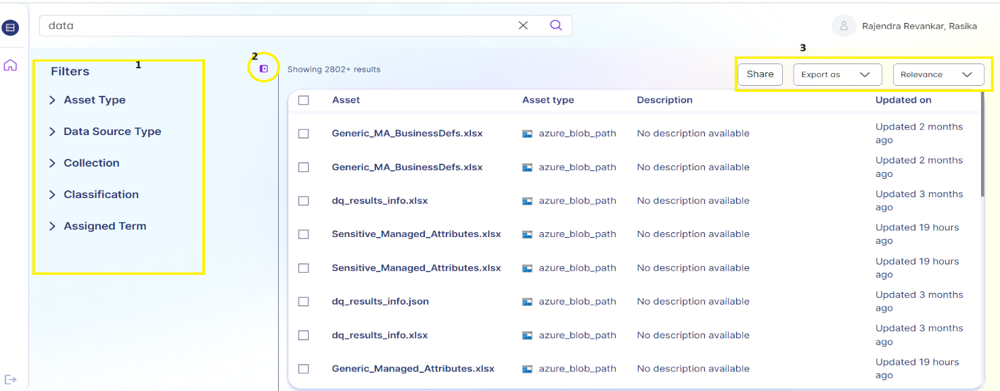 data
Rajendra Revankar, Rasika
1
2
3
Filters
Asset Type
Data Source Type
Collection
Classification
Assigned Term
Showing 2802+ results
Share
Export as
Relevance
Asset Asset type Description Updated on
Generic_MA_BusinessDefs.xlsx azure_blob_path No description available Updated 2 months
ago
Generic_MA_BusinessDefs.xlsx azure_blob_path No description available Updated 2 months
ago
dq_results_info.xlsx azure_blob_path No description available Updated 3 months
ago
Sensitive_Managed_Attributes.xlsx azure_blob_path No description available Updated 19 hours
ago
Sensitive_Managed_Attributes.xlsx azure_blob_path No description available Updated 19 hours
ago
dq_results_info.json azure_blob_path No description available Updated 3 months
ago
dq_results_info.xlsx azure_blob_path No description available Updated 3 months
ago
Generic_Managed_Attributes.xlsx azure_blob_path No description available Updated 19 hours
ago